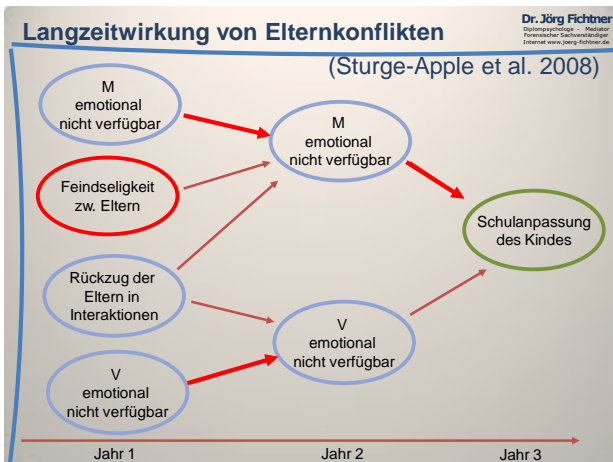 Langzeitwirkung von Elternkonflikten
Dr. Jörg Fichtner
Diplompsychologe - Mediator
Forensischer Sachverständiger
Internet www.joerg-fichtner.de
(Sturge-Apple et al. 2008)
M
emotional
nicht verfügbar
M
emotional
nicht verfügbar
Feindseligkeit
zw. Eltern
Schulanpassung
des Kindes
Rückzug der
Eltern in
Interaktionen
V
emotional
nicht verfügbar
V
emotional
nicht verfügbar
Jahr 1
Jahr 2
Jahr 3